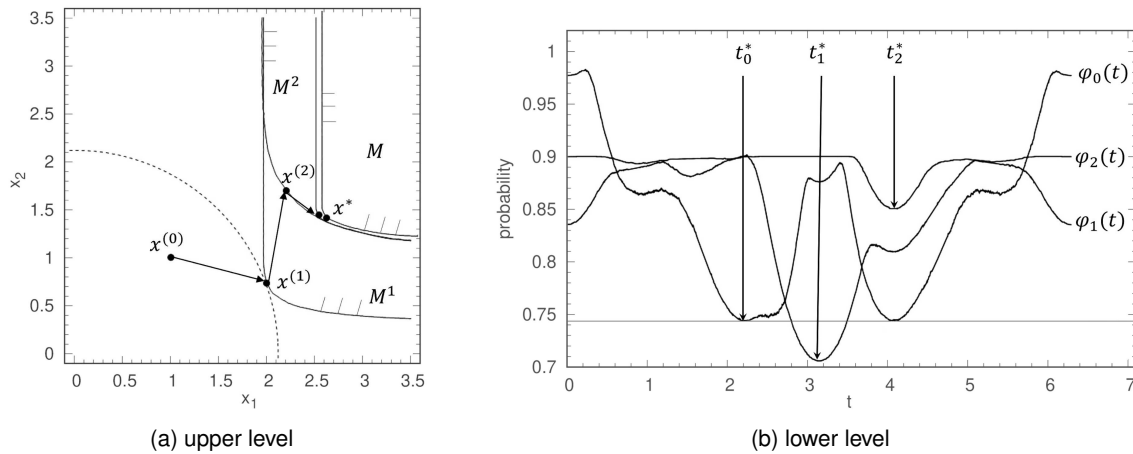 3.5
3
2.5
2
1.5
1
0.5
0
x₂
0 0.5 1 1.5 2 2.5 3 3.5
x₁
M²
M
x⁽²⁾
x*
x⁽⁰⁾
x⁽¹⁾
M¹
(a) upper level
1
0.95
0.9
0.85
0.8
0.75
0.7
probability
t₀* t₁* t₂*
φ₀(t)
φ₂(t)
φ₁(t)
0 1 2 3 4 5 6 7
t
(b) lower level